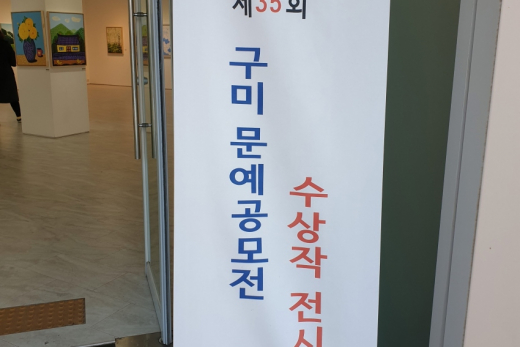 제35회
구미 문예공모전
수상작 전시